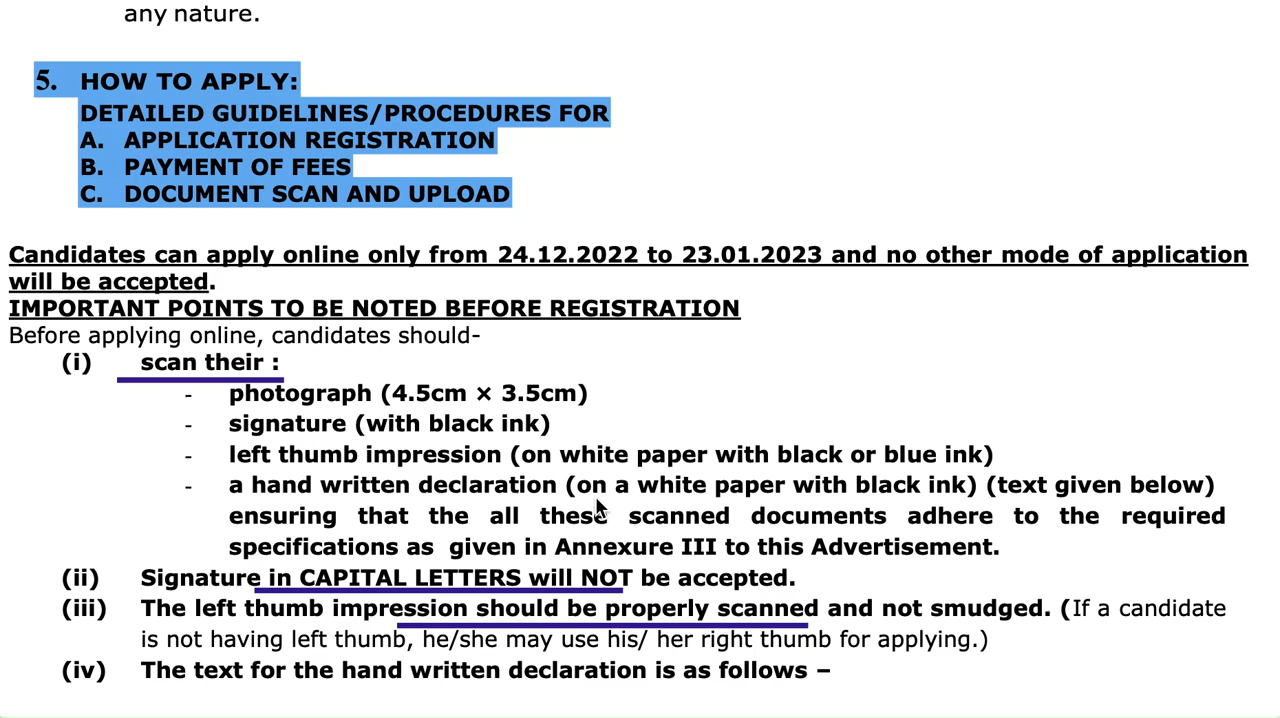 any nature.
5. HOW TO APPLY:
DETAILED GUIDELINES/PROCEDURES FOR
A. APPLICATION REGISTRATION
B. PAYMENT OF FEES
C. DOCUMENT SCAN AND UPLOAD
Candidates can apply online only from 24.12.2022 to 23.01.2023 and no other mode of application
will be accepted.
IMPORTANT POINTS TO BE NOTED BEFORE REGISTRATION
Before applying online, candidates should-
(i) scan their :
- photograph (4.5cm × 3.5cm)
- signature (with black ink)
- left thumb impression (on white paper with black or blue ink)
- a hand written declaration (on a white paper with black ink) (text given below)
ensuring that the all these scanned documents adhere to the required
specifications as given in Annexure III to this Advertisement.
(ii) Signature in CAPITAL LETTERS will NOT be accepted.
(iii) The left thumb impression should be properly scanned and not smudged. (If a candidate
is not having left thumb, he/she may use his/ her right thumb for applying.)
(iv) The text for the hand written declaration is as follows –